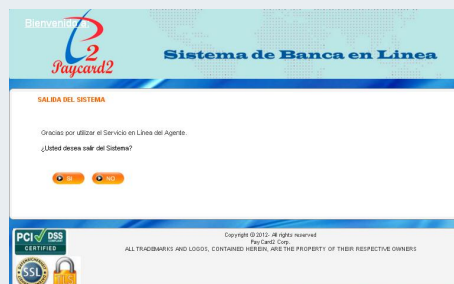 Bienvenido a
2
Paycard2
Sistema de Banca en Linea
SALIDA DEL SISTEMA
Gracias por utilizar el Servicio en Linea del Agente.
¿Usted desea salir del Sistema?
SI NO
PCI DSS
CERTIFIED
Copyright © 2012- All rights reserved
Pay Card2 Corp.
ALL TRADEMARKS AND LOGOS, CONTAINED HEREIN, ARE THE PROPERTY OF THEIR RESPECTIVE OWNERS
SSL